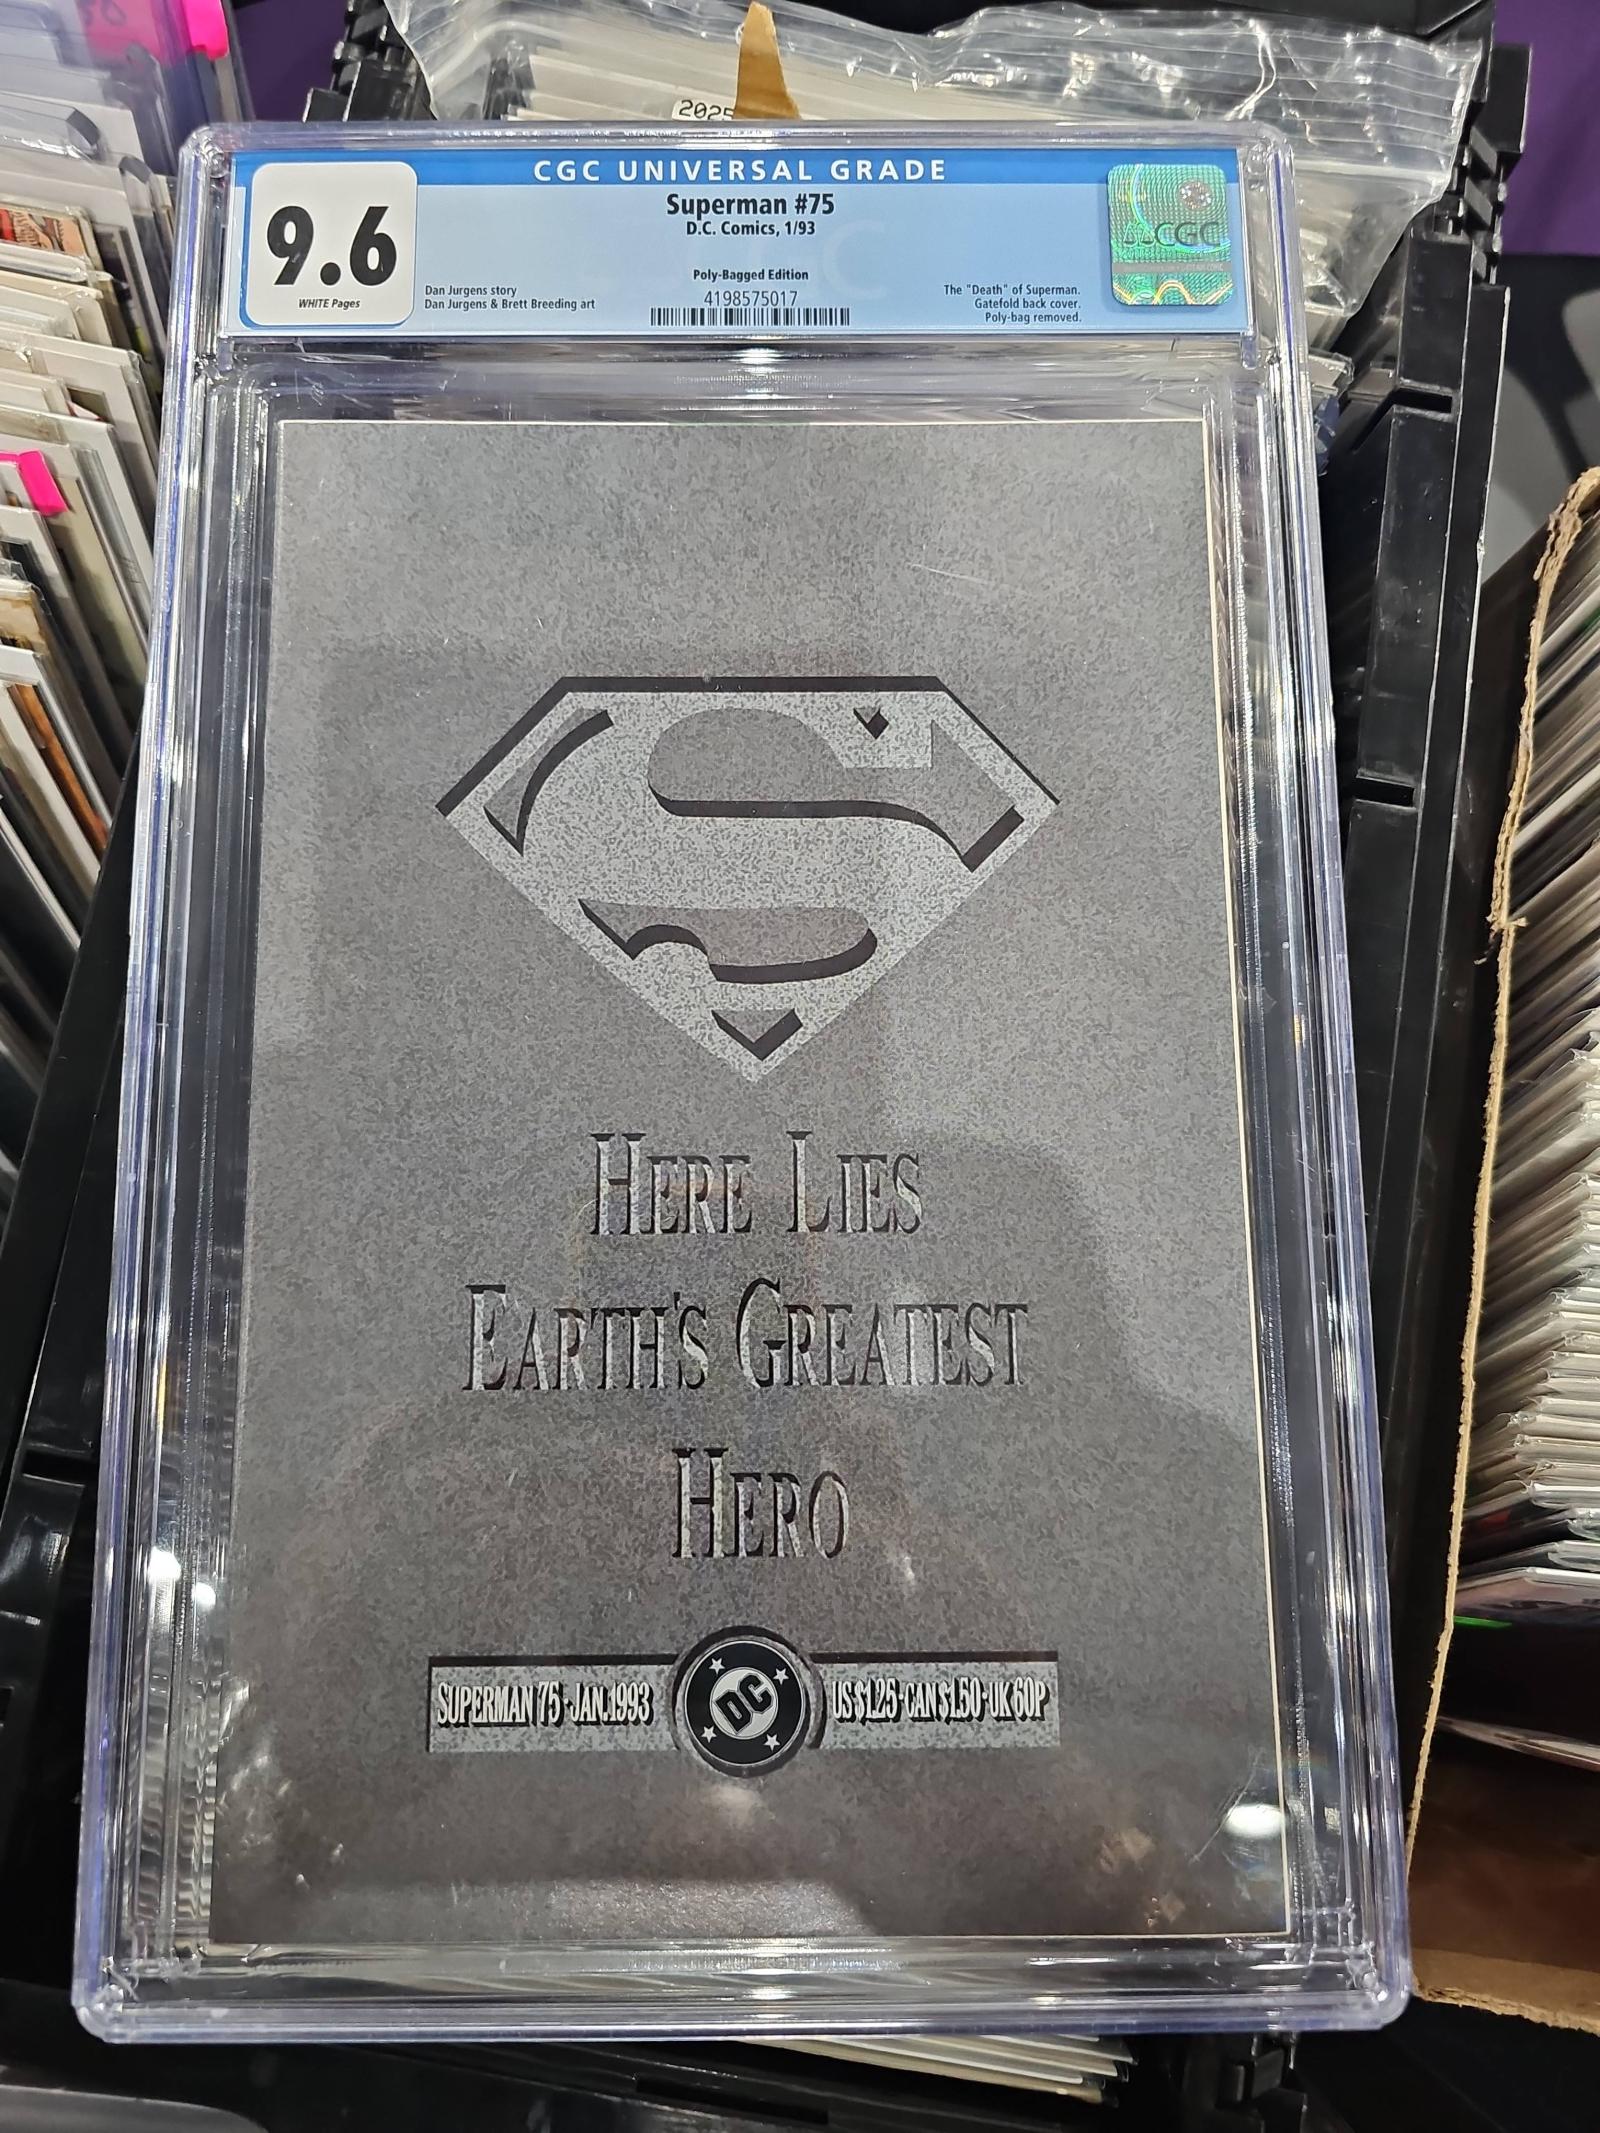 2025
CGC UNIVERSAL GRADE
9.6
WHITE Pages
Superman #75
D.C. Comics, 1/93
Poly-Bagged Edition
4198575017
Dan Jurgens story
Dan Jurgens & Brett Breeding art
The "Death" of Superman.
Gatefold back cover.
Poly-bag removed.
CGC
S
HERE LIES
EARTH'S GREATEST
HERO
SUPERMAN 75 - JAN. 1993
DC
US $1.25 - CAN $1.50 - UK 60P